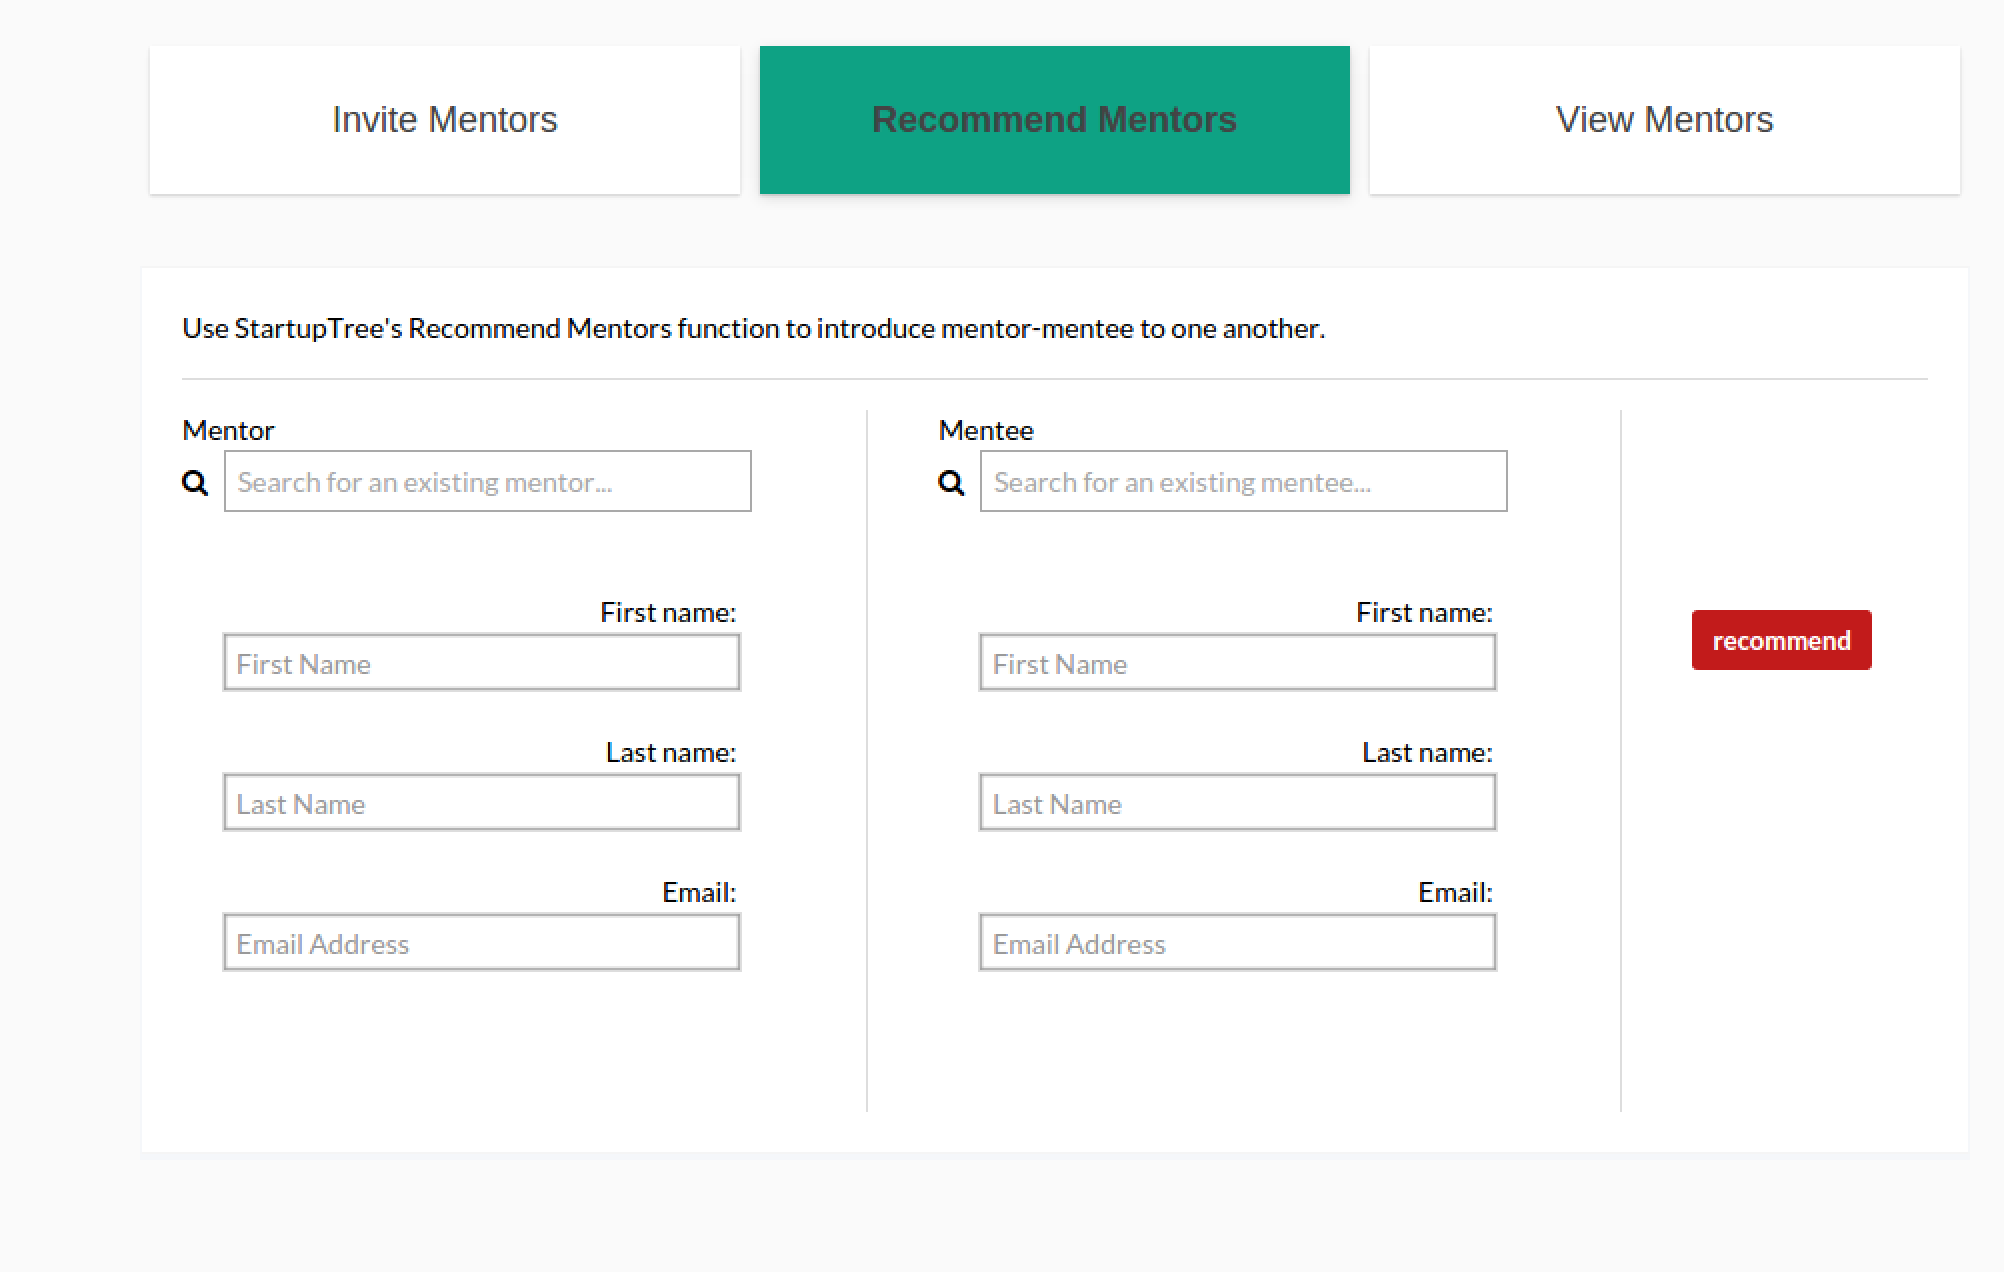 Invite Mentors
Recommend Mentors
View Mentors
Use StartupTree's Recommend Mentors function to introduce mentor-mentee to one another.
Mentor
Search for an existing mentor...
First name:
First Name
Last name:
Last Name
Email:
Email Address
Mentee
Search for an existing mentee...
First name:
First Name
Last name:
Last Name
Email:
Email Address
recommend